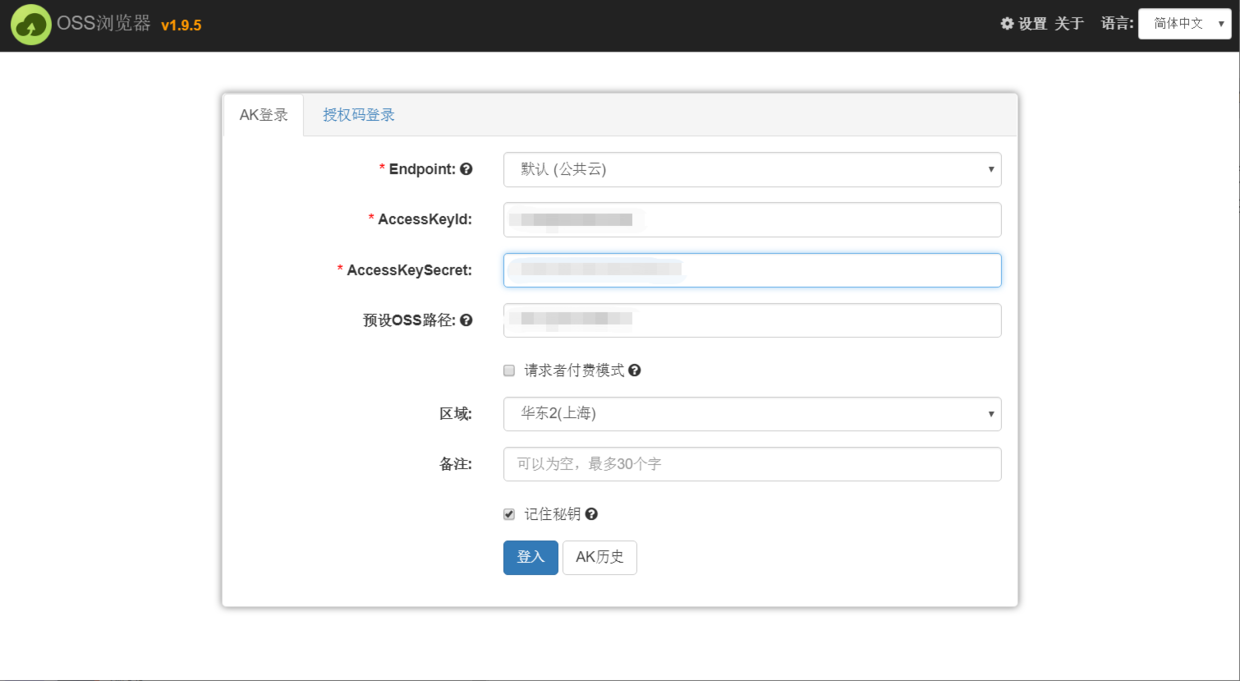 OSS浏览器 v1.9.5 设置 关于 语言: 简体中文
AK登录 授权码登录
* Endpoint: 默认 (公共云)
* AccessKeyId:
* AccessKeySecret:
预设OSS路径:
请求者付费模式
区域: 华东2(上海)
备注: 可以为空，最多30个字
记住秘钥
登入 AK历史